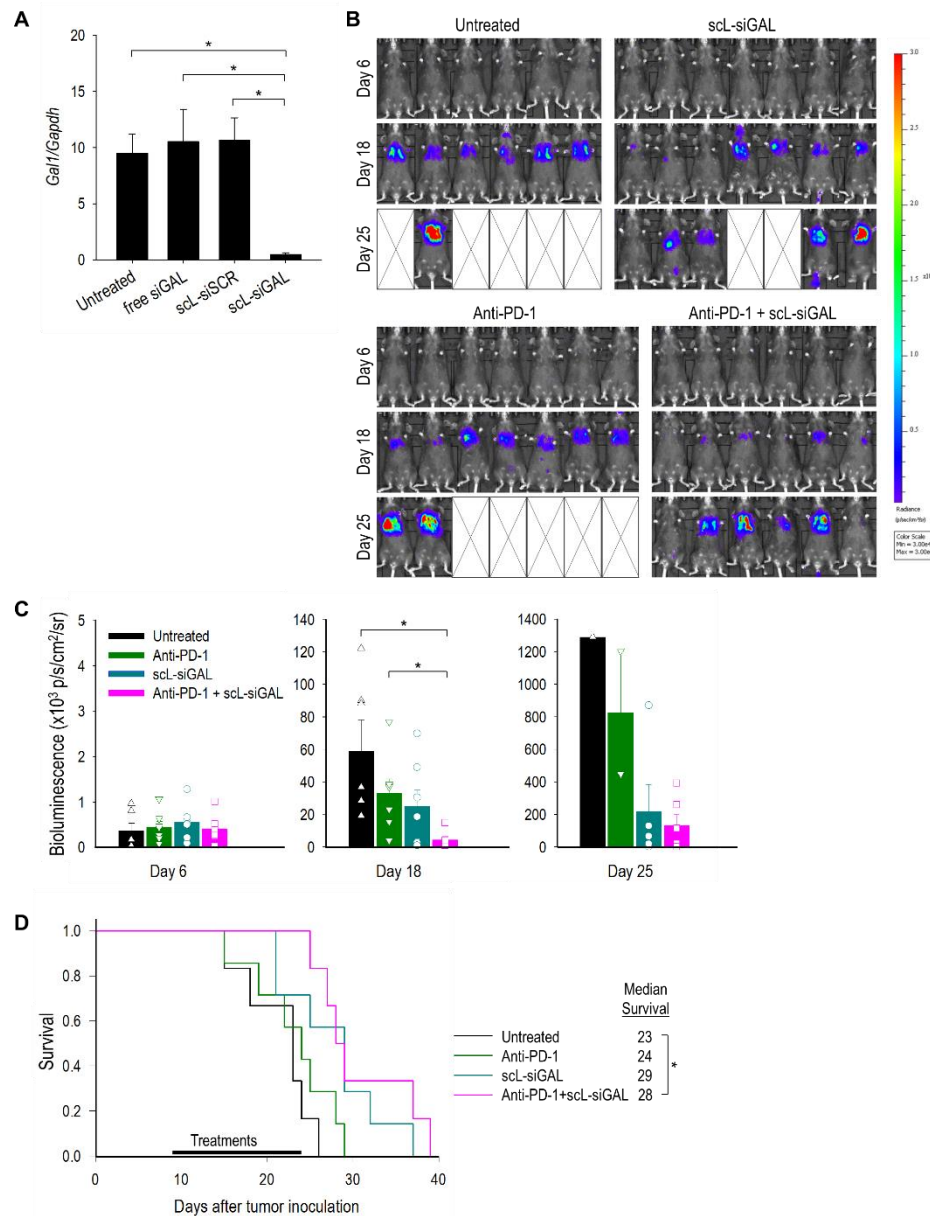 A
20
15
10
5
0
Gal1/Gapdh
*
*
*
Untreated
free siGAL
scL-siSCR
scL-siGAL
B
Untreated
scL-siGAL
Day 6
Day 18
Day 25
Anti-PD-1
Anti-PD-1 + scL-siGAL
Day 6
Day 18
Day 25
3.0
2.5
2.0
1.5
1.0
0.5
Radiance
Color Scale
C
Bioluminescence (x10³ p/s/cm²/sr)
5
4
3
2
1
0
Untreated
Anti-PD-1
scL-siGAL
Anti-PD-1 + scL-siGAL
Day 6
140
120
100
80
60
40
20
0
*
*
Day 18
1400
1200
1000
800
600
400
200
0
Day 25
D
Survival
1.0
0.8
0.6
0.4
0.2
0.0
Treatments
0
10
20
30
40
Days after tumor inoculation
Median
Survival
Untreated 23
Anti-PD-1 24
scL-siGAL 29
Anti-PD-1+scL-siGAL 28
*